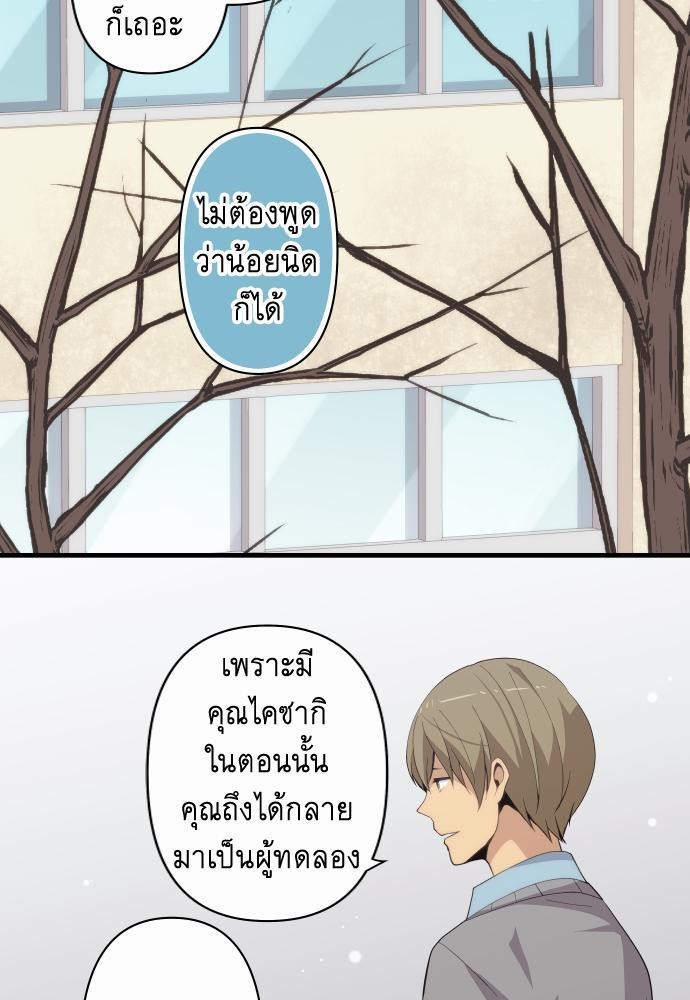 ก็เถอะ
ไม่ต้องพูด
ว่าน้อยนิด
ก็ได้
เพราะมี
คุณไคซากิ
ในตอนนั้น
คุณถึงได้กลาย
มาเป็นผู้ทดลอง